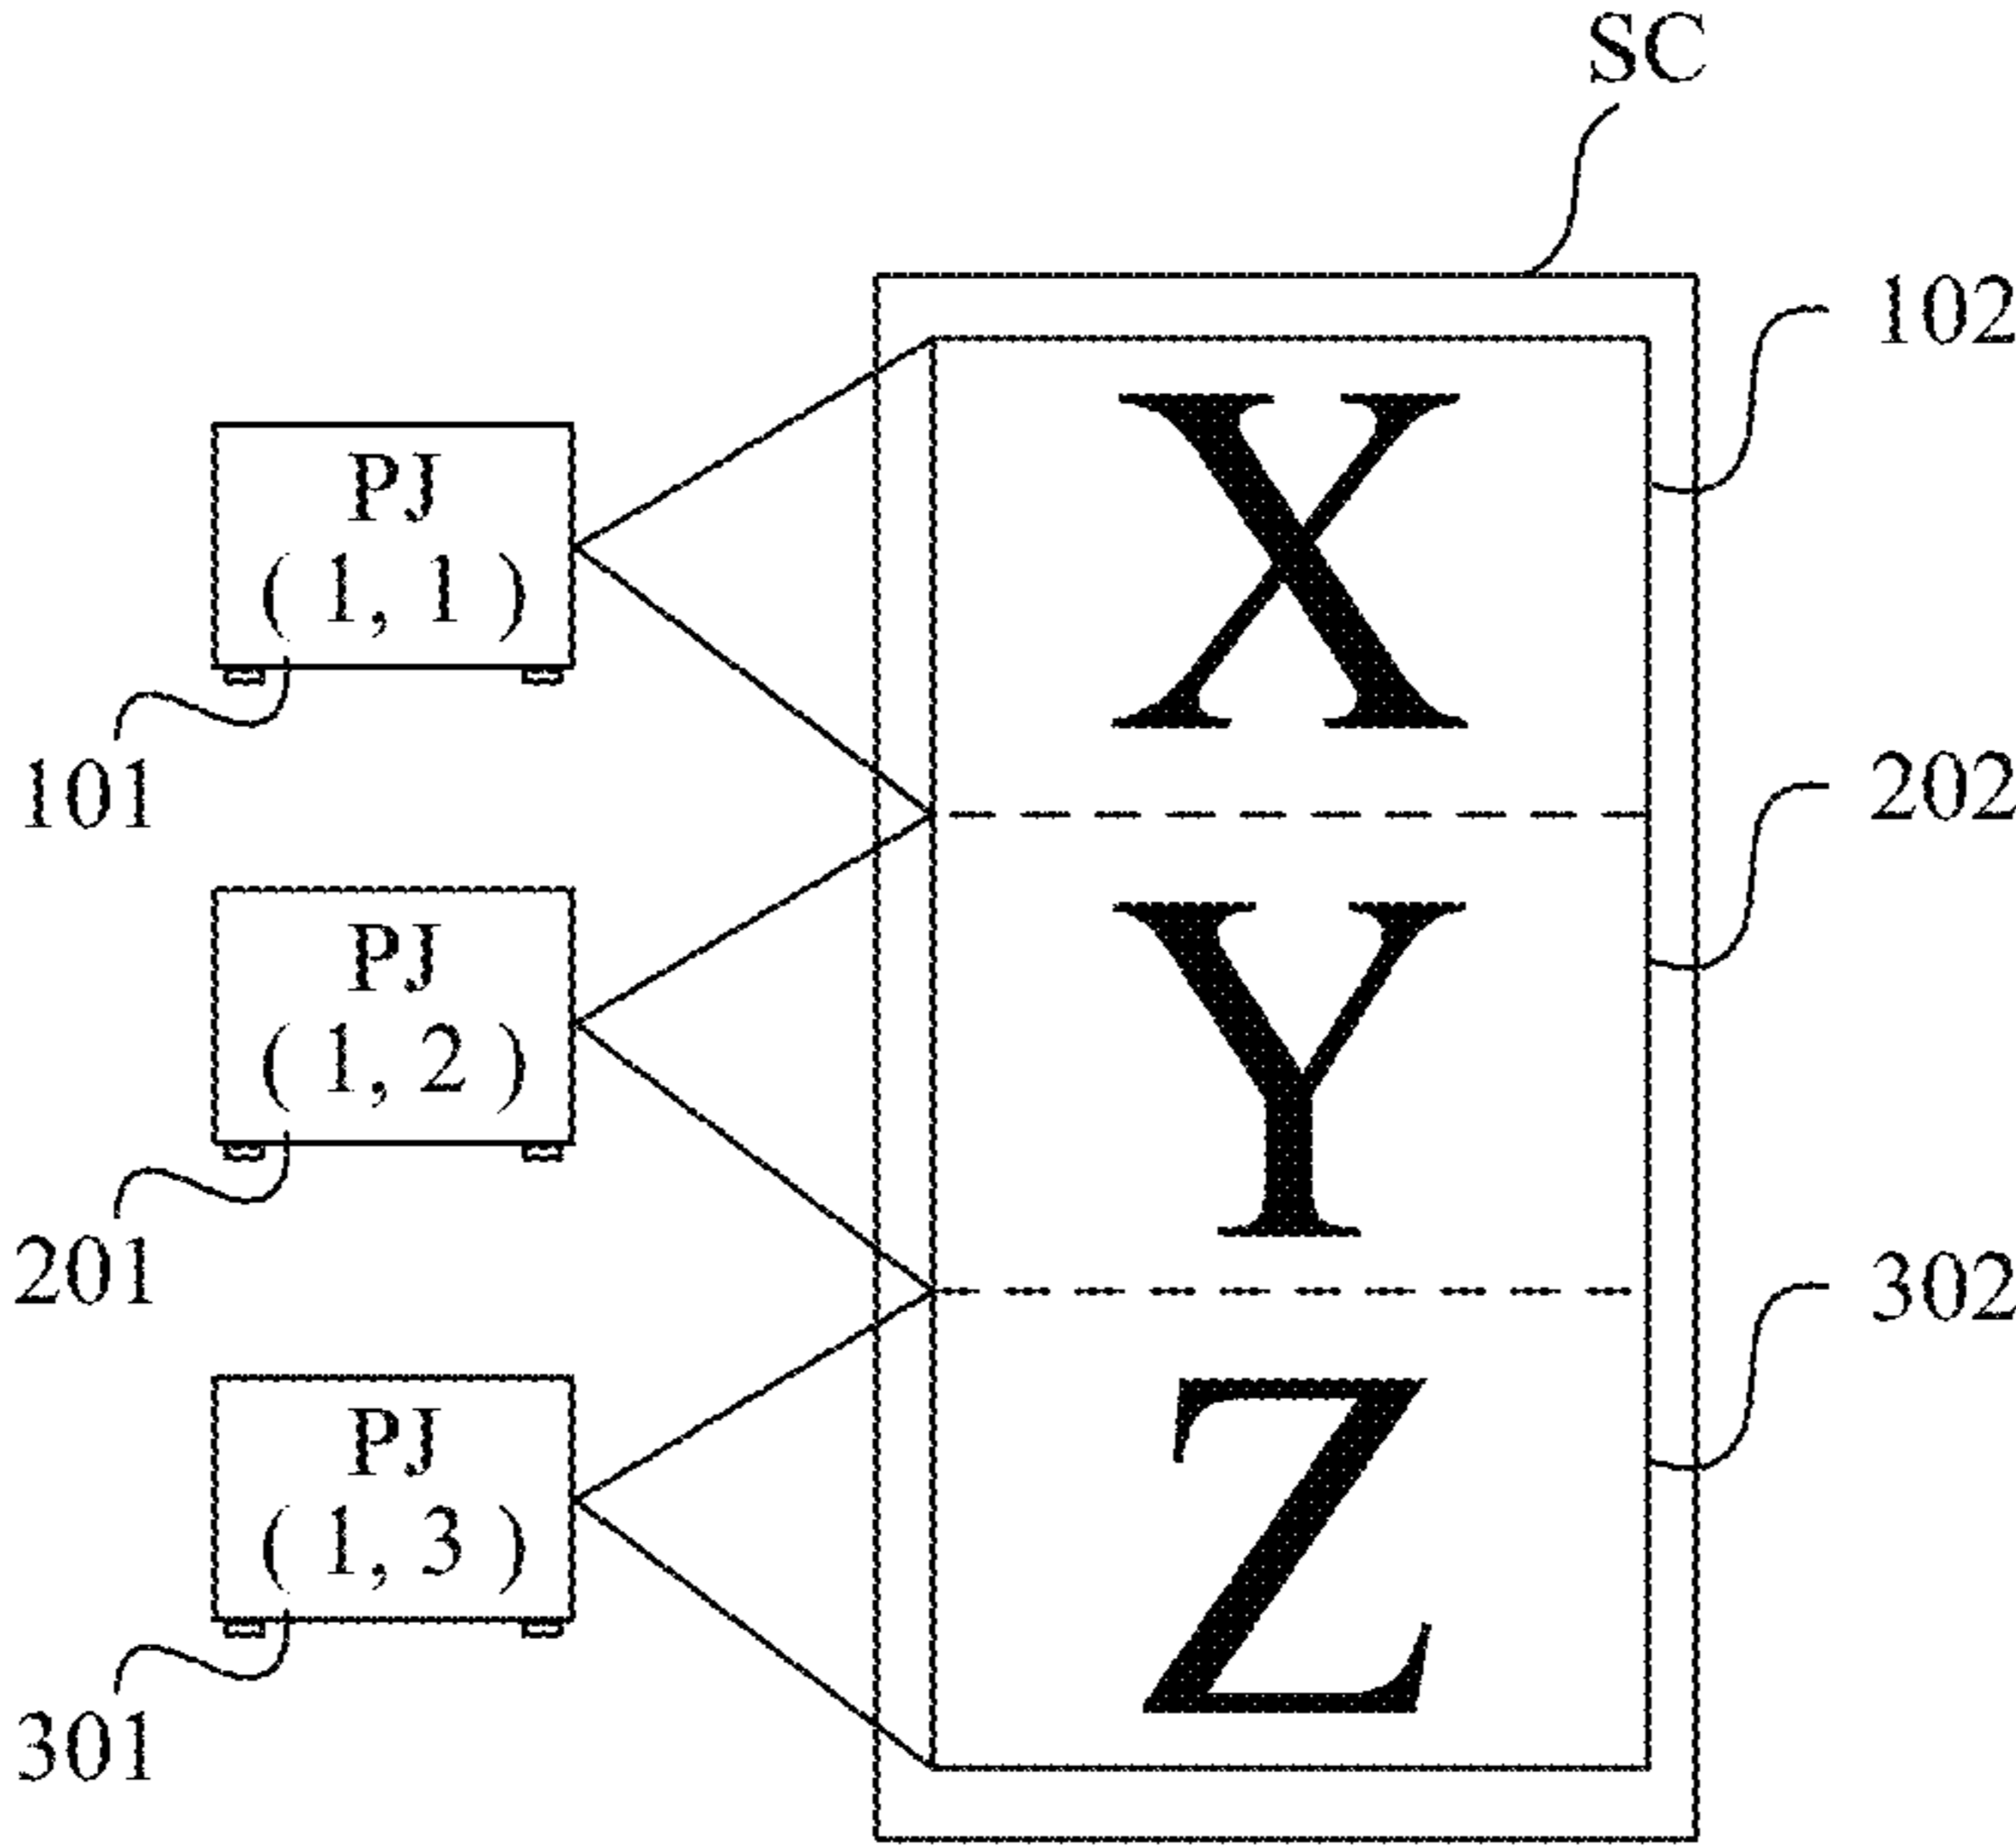 SC
102
PJ
( 1, 1 )
X
101
202
PJ
( 1, 2 )
Y
201
302
PJ
( 1, 3 )
Z
301